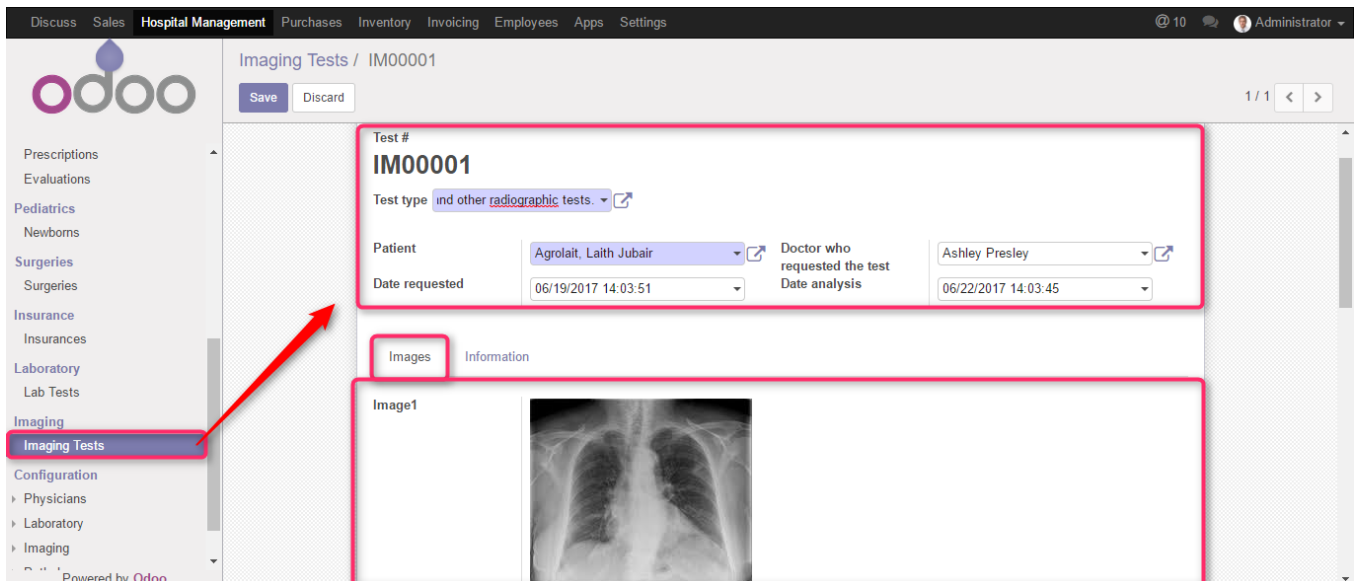 Discuss Sales Hospital Management Purchases Inventory Invoicing Employees Apps Settings @ 10 Administrator
odoo
Prescriptions
Evaluations
Pediatrics
Newborns
Surgeries
Surgeries
Insurance
Insurances
Laboratory
Lab Tests
Imaging
Imaging Tests
Configuration
Physicians
Laboratory
Imaging
Powered by Odoo
Imaging Tests / IM00001
Save Discard 1 / 1
Test #
IM00001
Test type and other radiographic tests.
Patient Agrolait, Laith Jubair
Doctor who
requested the test Ashley Presley
Date requested 06/19/2017 14:03:51
Date analysis 06/22/2017 14:03:45
Images Information
Image1